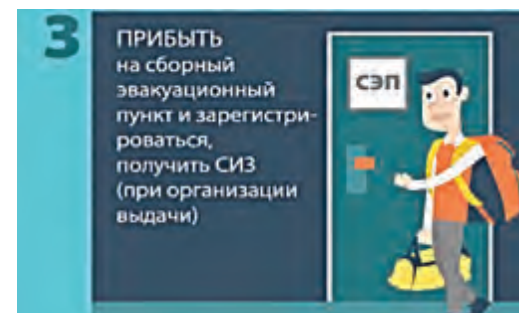 3
ПРИБЫТЬ
на сборный
эвакуационный
пункт и зарегистри-
роваться,
получить СИЗ
(при организации
выдачи)
СЭП